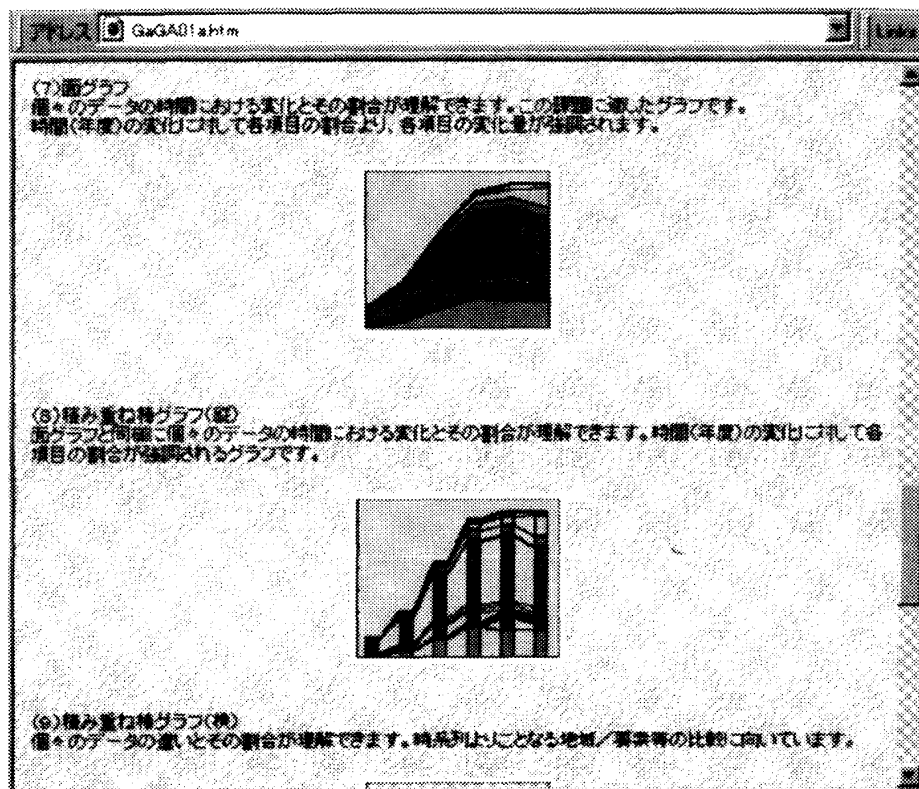 アドレス GaGA01a.htm Links
(7)面グラフ
個々のデータの時間における変化とその割合が理解できます。この課題に適したグラフです。
時間(年度)の変化に対して各項目の割合より、各項目の変化量が強調されます。
(8)積み重ね棒グラフ(縦)
面グラフと同様に個々のデータの時間における変化とその割合が理解できます。時間(年度)の変化に対して各
項目の割合が強調されるグラフです。
(9)積み重ね棒グラフ(横)
個々のデータの違いとその割合が理解できます。時系列よりことなる地域/要素等の比較に向いています。